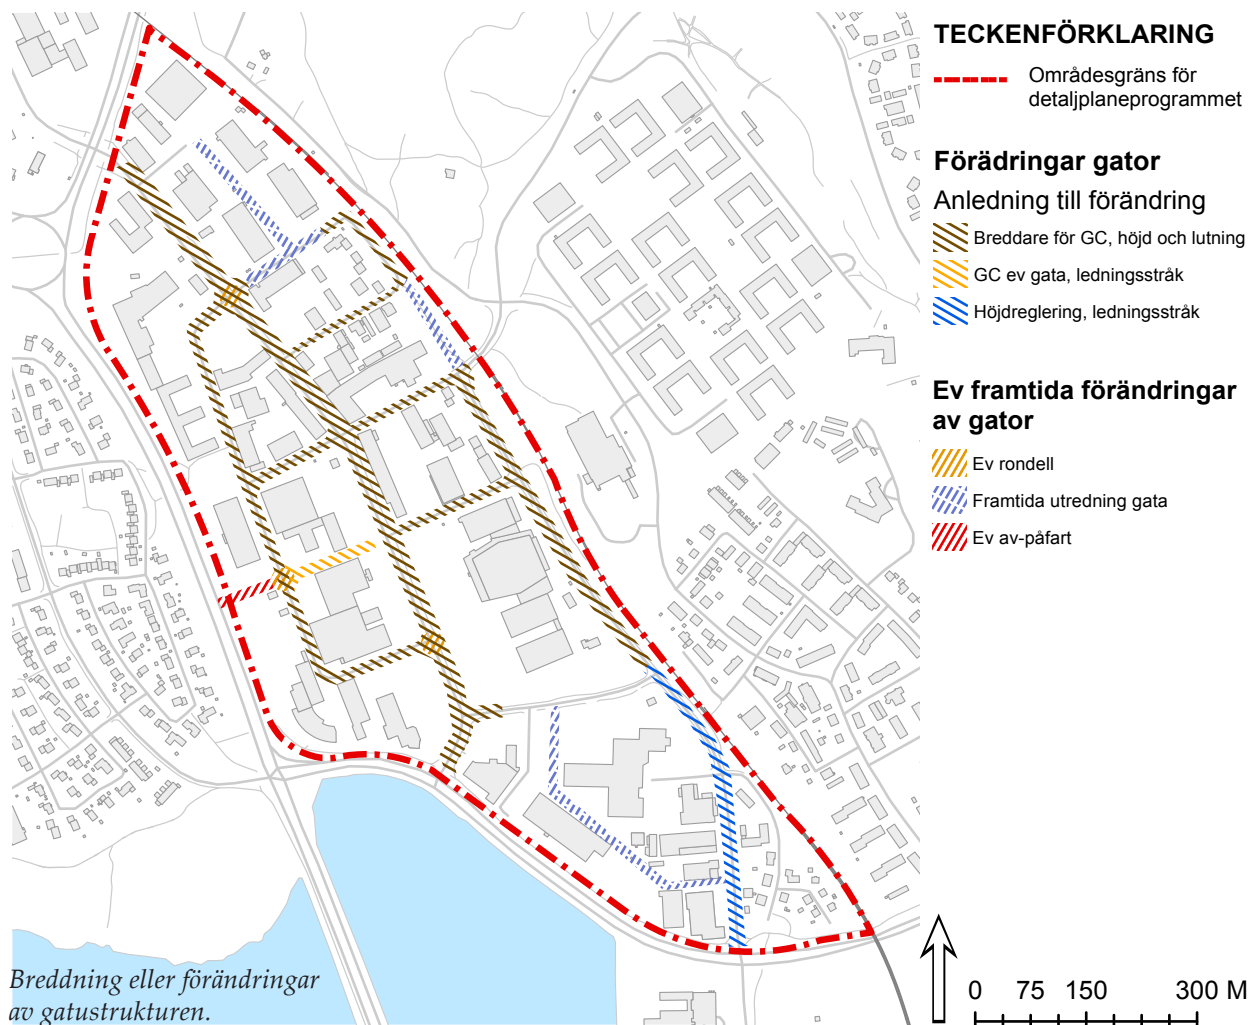 TECKENFÖRKLARING
Områdesgräns för
detaljplaneprogrammet
Förädringar gator
Anledning till förändring
Breddare för GC, höjd och lutning
GC ev gata, ledningsstråk
Höjdreglering, ledningsstråk
Ev framtida förändringar
av gator
Ev rondell
Framtida utredning gata
Ev av-påfart
Breddning eller förändringar
av gatustrukturen.
0 75 150 300 M